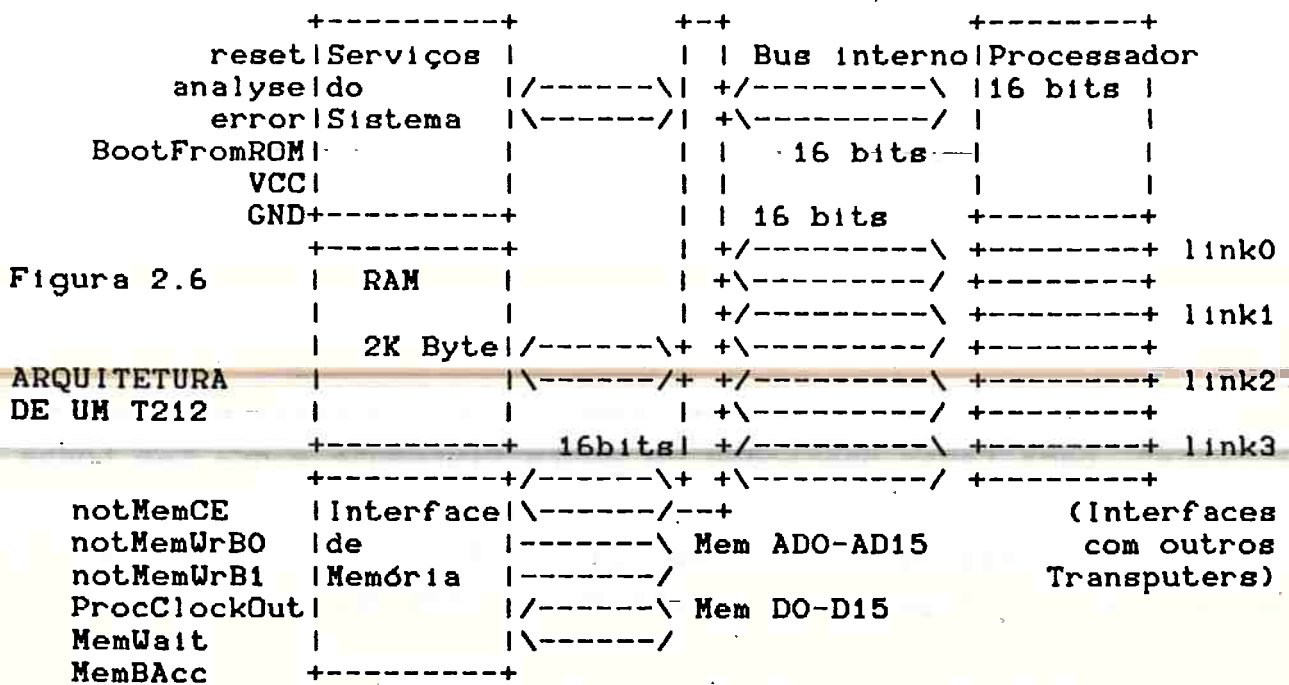 reset Serviços Bus interno Processador
analyse do 16 bits
error Sistema
BootFromROM 16 bits
VCC
GND 16 bits
link0
Figura 2.6 RAM
link1
2K Byte
ARQUITETURA link2
DE UM T212
16bits link3
notMemCE Interface (Interfaces
notMemWrB0 de Mem AD0-AD15 com outros
notMemWrB1 Memória Transputers)
ProcClockOut Mem D0-D15
MemWait
MemBAcc